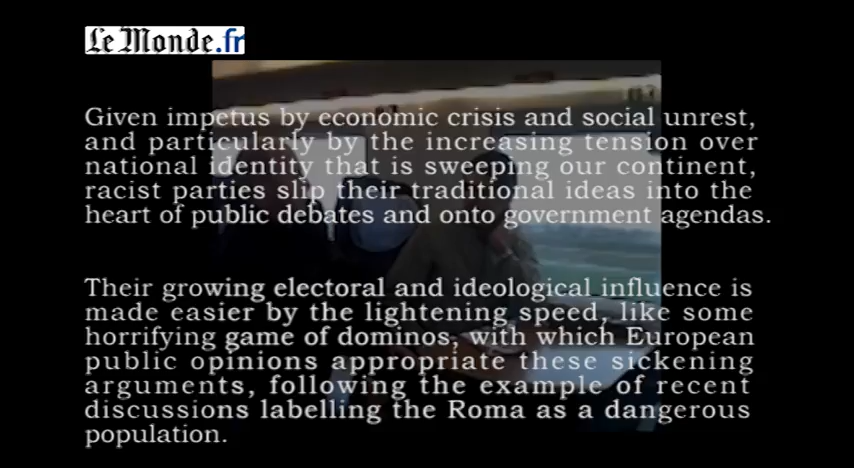 Le Monde.fr
Given impetus by economic crisis and social unrest,
and particularly by the increasing tension over
national identity that is sweeping our continent,
racist parties slip their traditional ideas into the
heart of public debates and onto government agendas.
Their growing electoral and ideological influence is
made easier by the lightening speed, like some
horrifying game of dominos, with which European
public opinions appropriate these sickening
arguments, following the example of recent
discussions labelling the Roma as a dangerous
population.